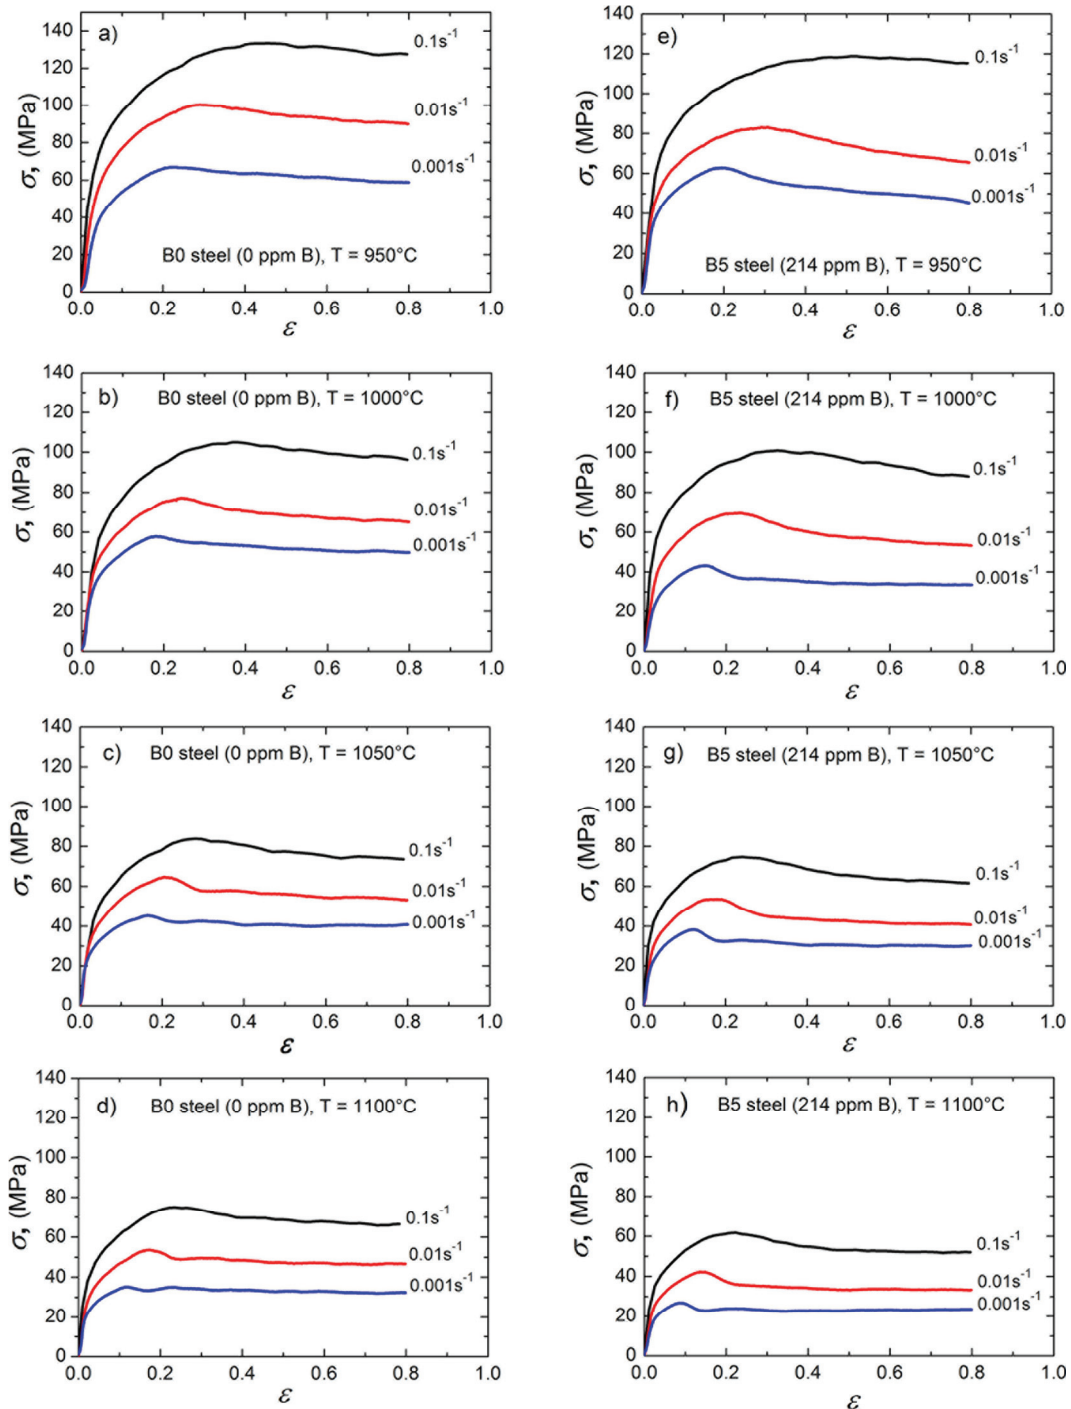 a)
140
120
100
80
60
40
20
0
σ, (MPa)
0.1s⁻¹
0.01s⁻¹
0.001s⁻¹
B0 steel (0 ppm B), T = 950°C
0.0 0.2 0.4 0.6 0.8 1.0
ε
e)
140
120
100
80
60
40
20
0
σ, (MPa)
0.1s⁻¹
0.01s⁻¹
0.001s⁻¹
B5 steel (214 ppm B), T = 950°C
0.0 0.2 0.4 0.6 0.8 1.0
ε
b)
B0 steel (0 ppm B), T = 1000°C
140
120
100
80
60
40
20
0
σ, (MPa)
0.1s⁻¹
0.01s⁻¹
0.001s⁻¹
0.0 0.2 0.4 0.6 0.8 1.0
ε
f)
B5 steel (214 ppm B), T = 1000°C
140
120
100
80
60
40
20
0
σ, (MPa)
0.1s⁻¹
0.01s⁻¹
0.001s⁻¹
0.0 0.2 0.4 0.6 0.8 1.0
ε
c)
B0 steel (0 ppm B), T = 1050°C
140
120
100
80
60
40
20
0
σ, (MPa)
0.1s⁻¹
0.01s⁻¹
0.001s⁻¹
0.0 0.2 0.4 0.6 0.8 1.0
ε
g)
B5 steel (214 ppm B), T = 1050°C
140
120
100
80
60
40
20
0
σ, (MPa)
0.1s⁻¹
0.01s⁻¹
0.001s⁻¹
0.0 0.2 0.4 0.6 0.8 1.0
ε
d)
B0 steel (0 ppm B), T = 1100°C
140
120
100
80
60
40
20
0
σ, (MPa)
0.1s⁻¹
0.01s⁻¹
0.001s⁻¹
0.0 0.2 0.4 0.6 0.8 1.0
ε
h)
B5 steel (214 ppm B), T = 1100°C
140
120
100
80
60
40
20
0
σ, (MPa)
0.1s⁻¹
0.01s⁻¹
0.001s⁻¹
0.0 0.2 0.4 0.6 0.8 1.0
ε